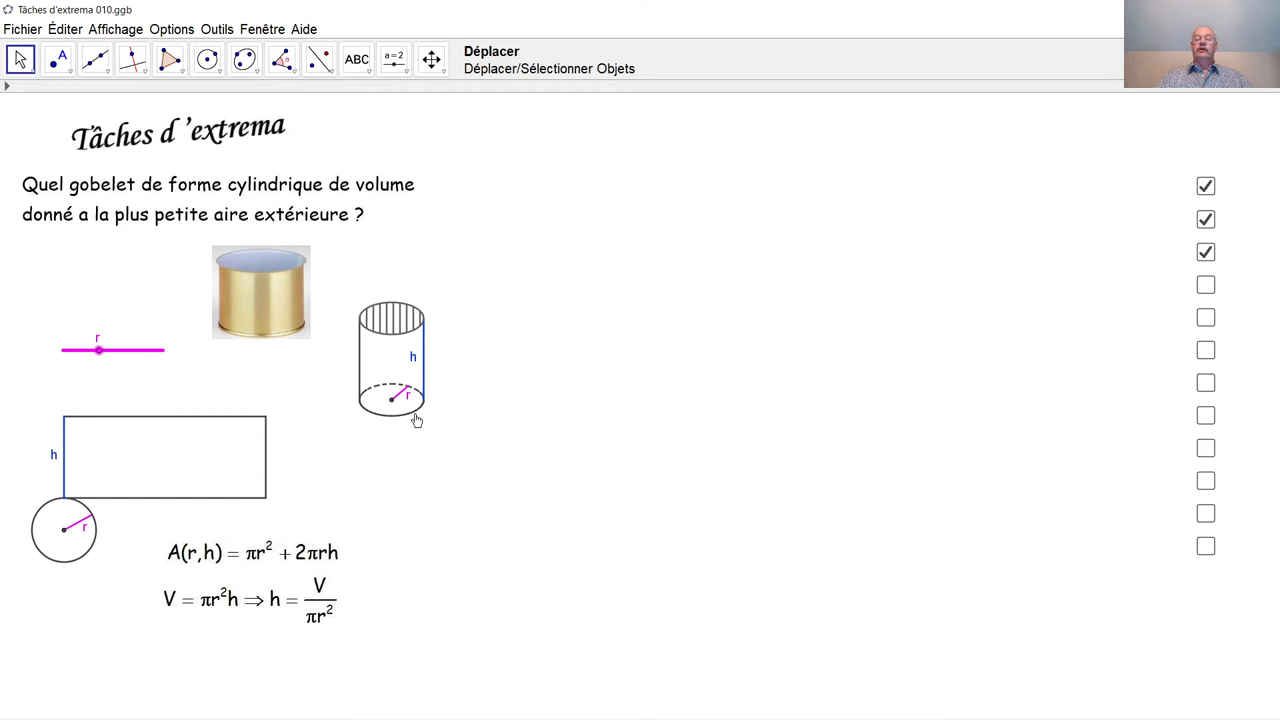 Tâches d'extrema 010.ggb
Fichier Éditer Affichage Options Outils Fenêtre Aide
A
ABC
a=2
Déplacer
Déplacer/Sélectionner Objets
Tâches d'extrema
Quel gobelet de forme cylindrique de volume
donné a la plus petite aire extérieure ?
r
h
r
h
r
A(r,h) = πr² + 2πrh
V = πr²h ⇒ h = V/πr²